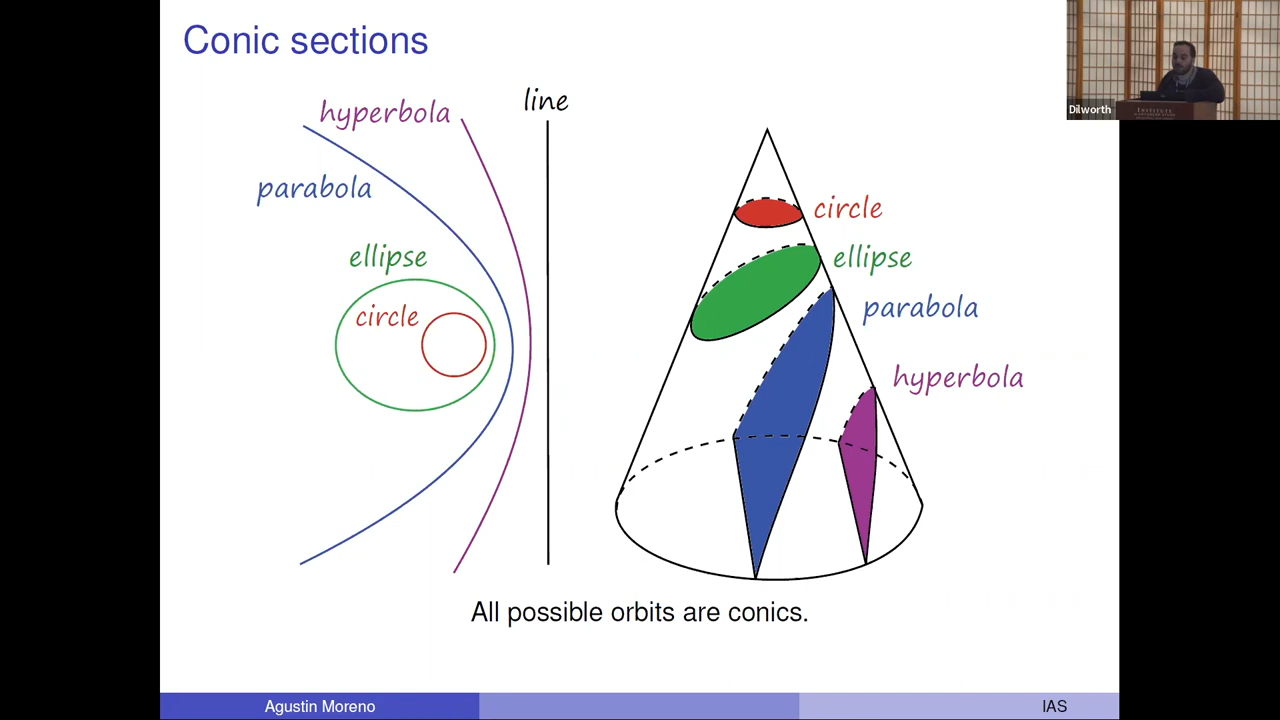 Conic sections
hyperbola
line
parabola
ellipse
circle
circle
ellipse
parabola
hyperbola
All possible orbits are conics.
Agustin Moreno
IAS
Dilworth
INSTITUTE